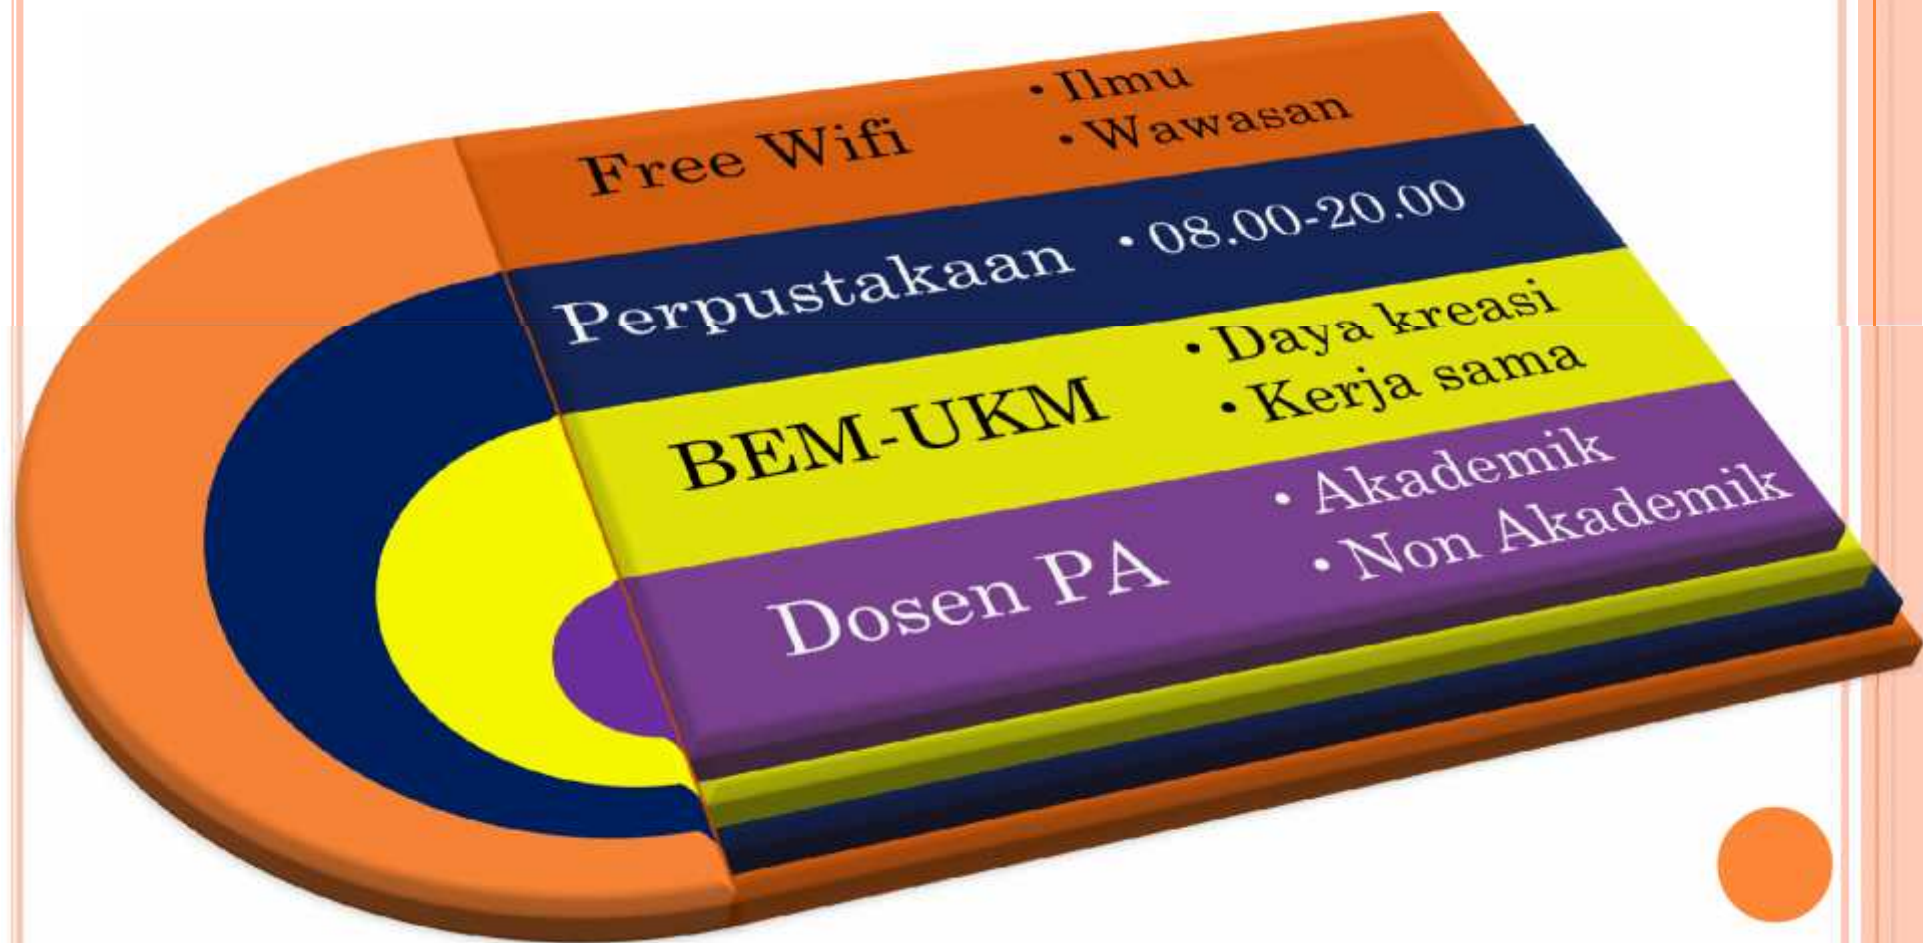 Free Wifi
• Ilmu
• Wawasan
Perpustakaan
• 08.00-20.00
BEM-UKM
• Daya kreasi
• Kerja sama
Dosen PA
• Akademik
• Non Akademik